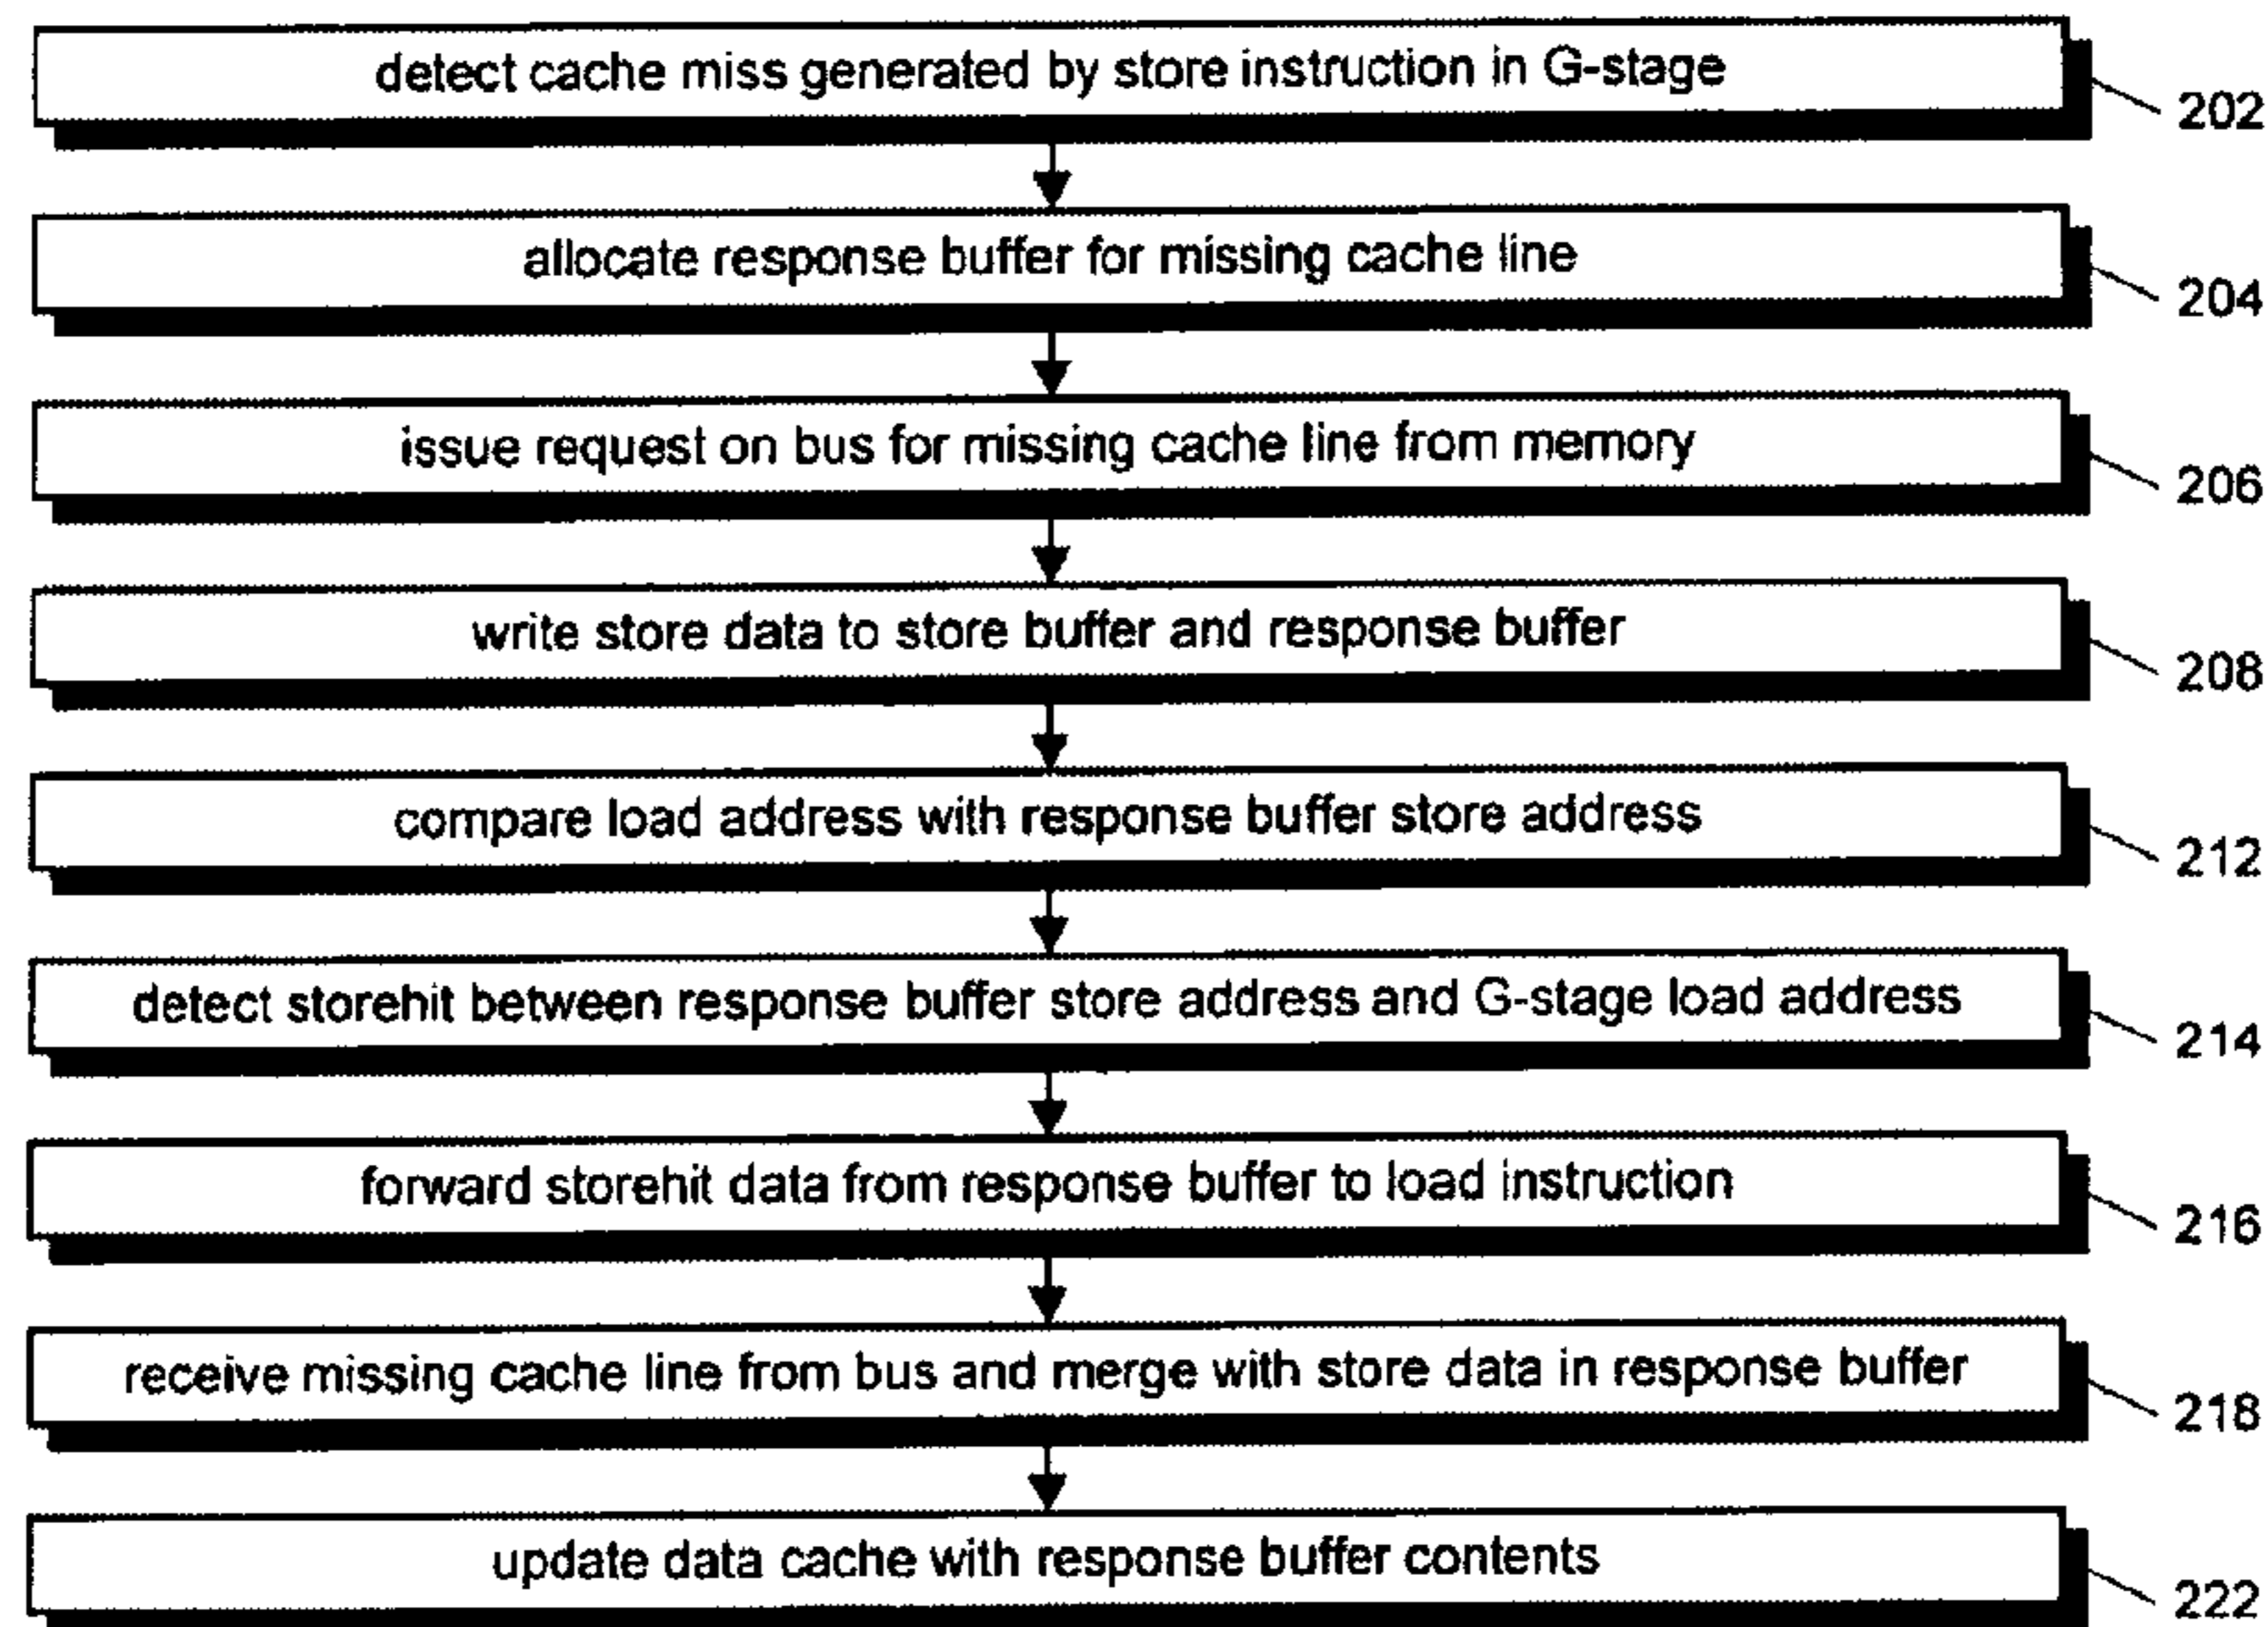 detect cache miss generated by store instruction in G-stage
202
allocate response buffer for missing cache line
204
issue request on bus for missing cache line from memory
206
write store data to store buffer and response buffer
208
compare load address with response buffer store address
212
detect storehit between response buffer store address and G-stage load address
214
forward storehit data from response buffer to load instruction
216
receive missing cache line from bus and merge with store data in response buffer
218
update data cache with response buffer contents
222